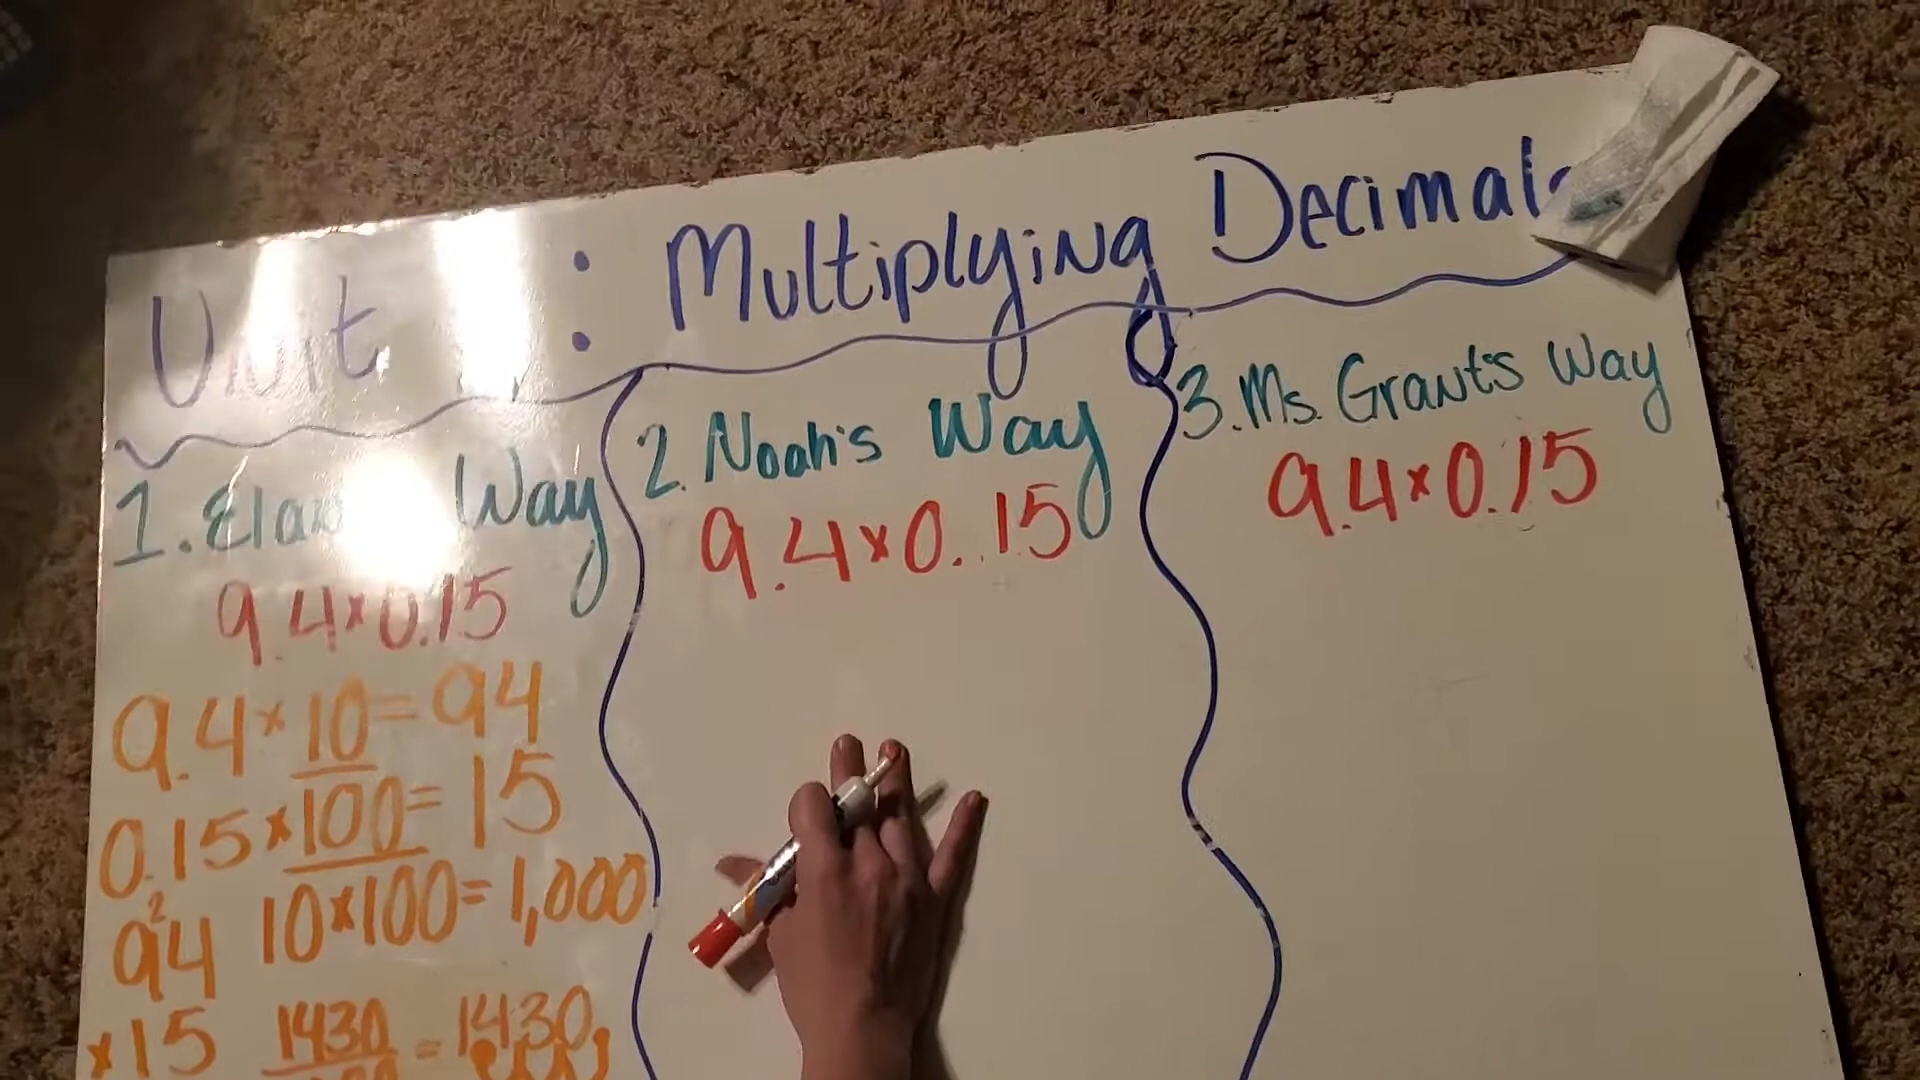 Unit : Multiplying Decimals
1. Elan Way
9.4×0.15
9.4×10=94
0.15×100=15
10×100=1,000
2
94
×15
1430 = 1430
2. Noah's Way
9.4×0.15
3. Ms. Grant's Way
9.4×0.15